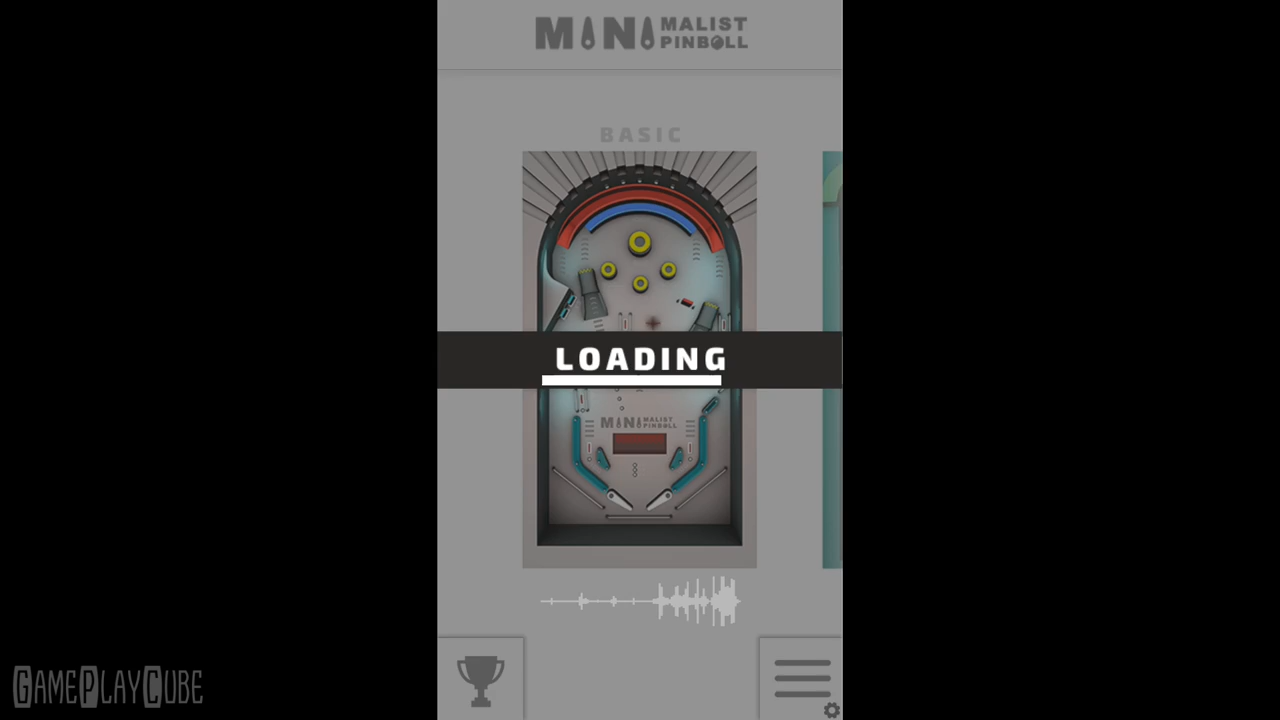 MINIMALIST
PINBALL
BASIC
LOADING
MINIMALIST
PINBALL
GAMEPLAYCUBE